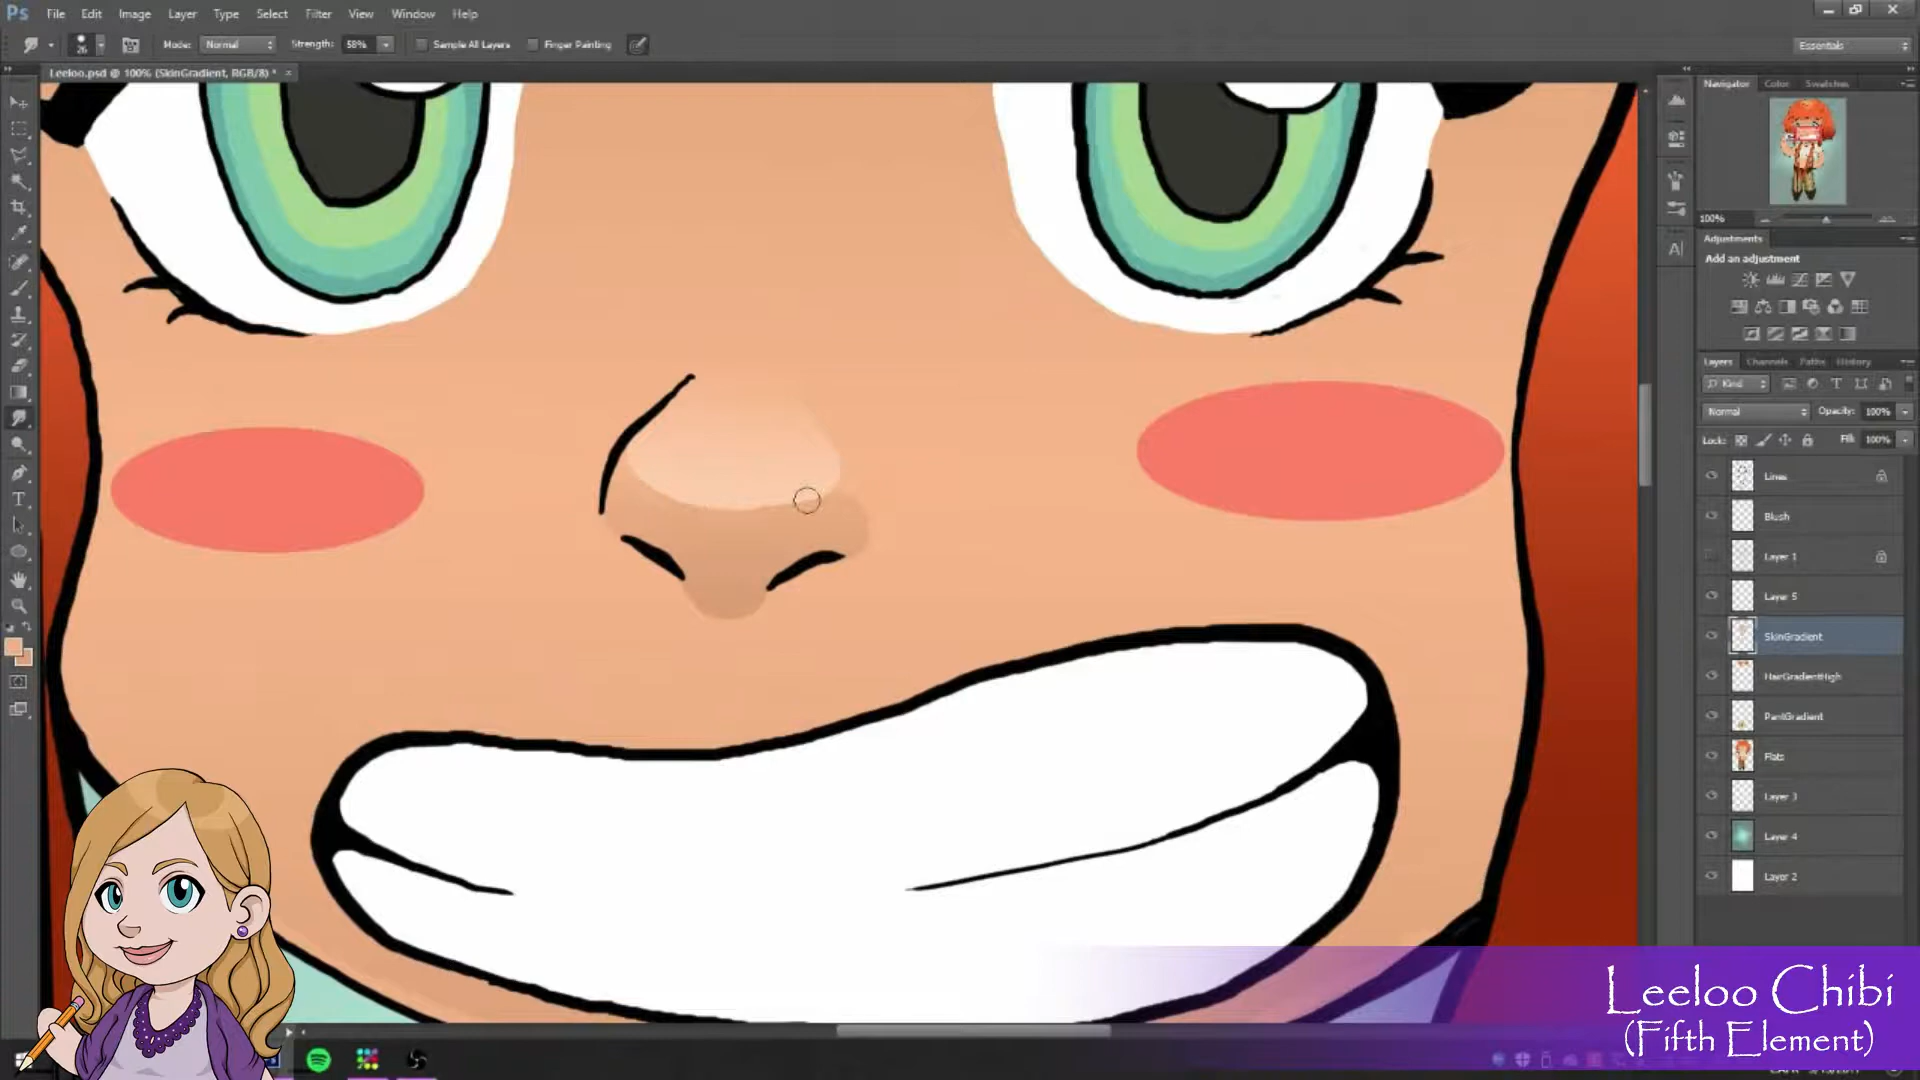 Ps File Edit Image Layer Type Select Filter View Window Help
26 Mode: Normal Strength: 58% Sample All Layers Finger Painting Essentials
Leeloo.psd @ 100% (SkinGradient, RGB/8) * ×
Navigator Color Swatches
100%
Adjustments
Add an adjustment
Layers Channels Paths History
Kind
Normal Opacity: 100%
Lock: Fill: 100%
Lines
Blush
Layer 1
Layer 5
SkinGradient
HairGradientHigh
PantGradient
Flats
Layer 3
Layer 4
Layer 2
Leeloo Chibi
(Fifth Element)